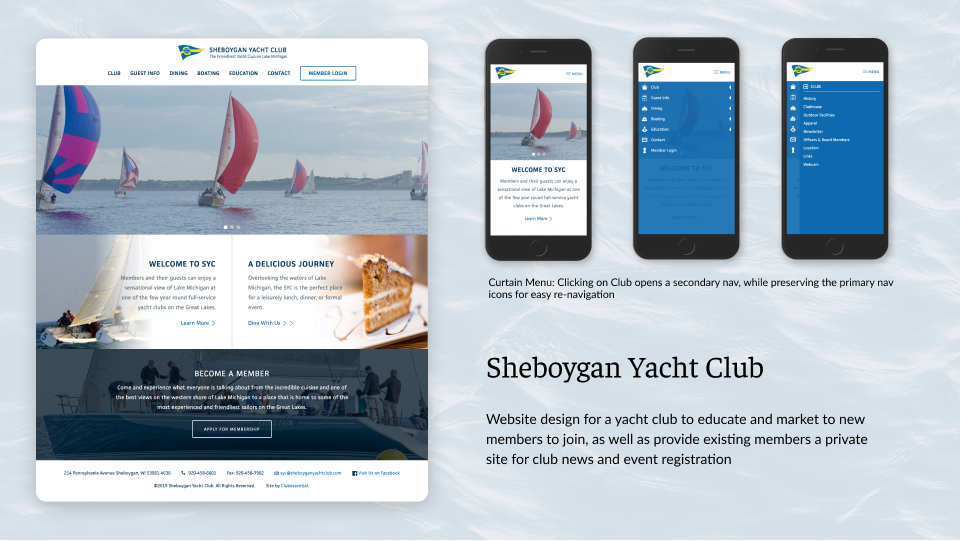 SHEBOYGAN YACHT CLUB
The Friendliest Yacht Club on Lake Michigan
CLUB GUEST INFO DINING BOATING EDUCATION CONTACT MEMBER LOGIN
WELCOME TO SYC
Members and their guests can enjoy a
sensational view of Lake Michigan at
one of the few year round full-service
yacht clubs on the Great Lakes.
Learn More
A DELICIOUS JOURNEY
Overlooking the waters of Lake
Michigan, the SYC is the perfect place
for a leisurely lunch, dinner, or formal
event.
Dine With Us
BECOME A MEMBER
Come and experience what everyone is talking about from the incredible cuisine and one of
the best views on the western shore of Lake Michigan to a place that is home to some of the
most experienced and friendliest sailors on the Great Lakes.
APPLY FOR MEMBERSHIP
214 Pennsylvania Avenue Sheboygan, WI 53081-4636 920-458-6601 Fax: 920-458-7982 syc@sheboyganyachtclub.com Visit Us on Facebook
©2019 Sheboygan Yacht Club. All Rights Reserved. Site by Clubessential.
MENU
WELCOME TO SYC
Members and their guests can enjoy a
sensational view of Lake Michigan at one
of the few year round full-service yacht
clubs on the Great Lakes.
Learn More
MENU
Club
Guest Info
Dining
Boating
Education
Contact
Member Login
WELCOME TO SYC
MENU
CLUB
History
Clubhouse
Outdoor Facilities
Apparel
Newsletter
Officers & Board Members
Location
Links
Webcam
Curtain Menu: Clicking on Club opens a secondary nav, while preserving the primary nav
icons for easy re-navigation
Sheboygan Yacht Club
Website design for a yacht club to educate and market to new
members to join, as well as provide existing members a private
site for club news and event registration